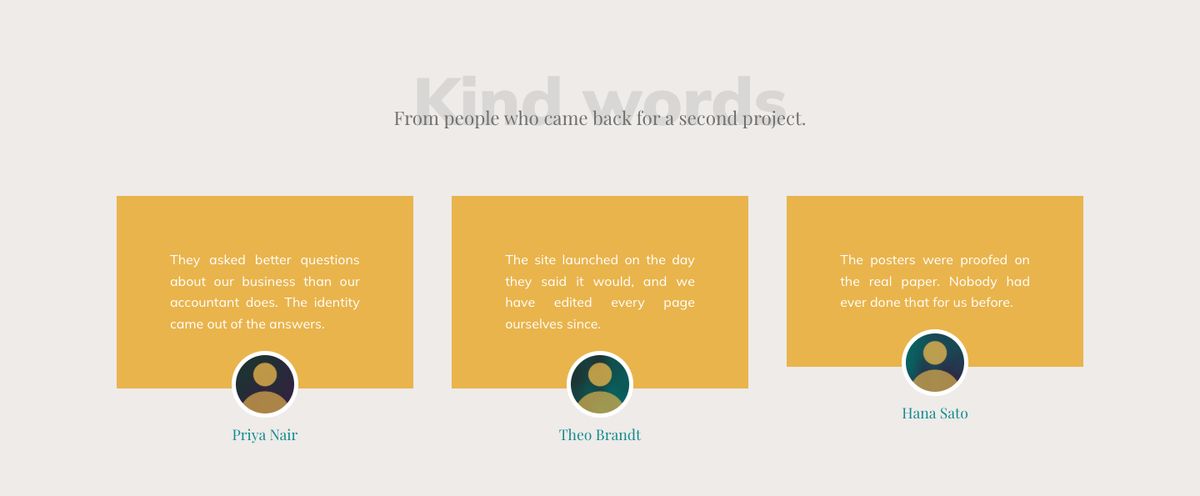 Kind words
From people who came back for a second project.
They asked better questions
about our business than our
accountant does. The identity
came out of the answers.
Priya Nair
The site launched on the day
they said it would, and we
have edited every page
ourselves since.
Theo Brandt
The posters were proofed on
the real paper. Nobody had
ever done that for us before.
Hana Sato